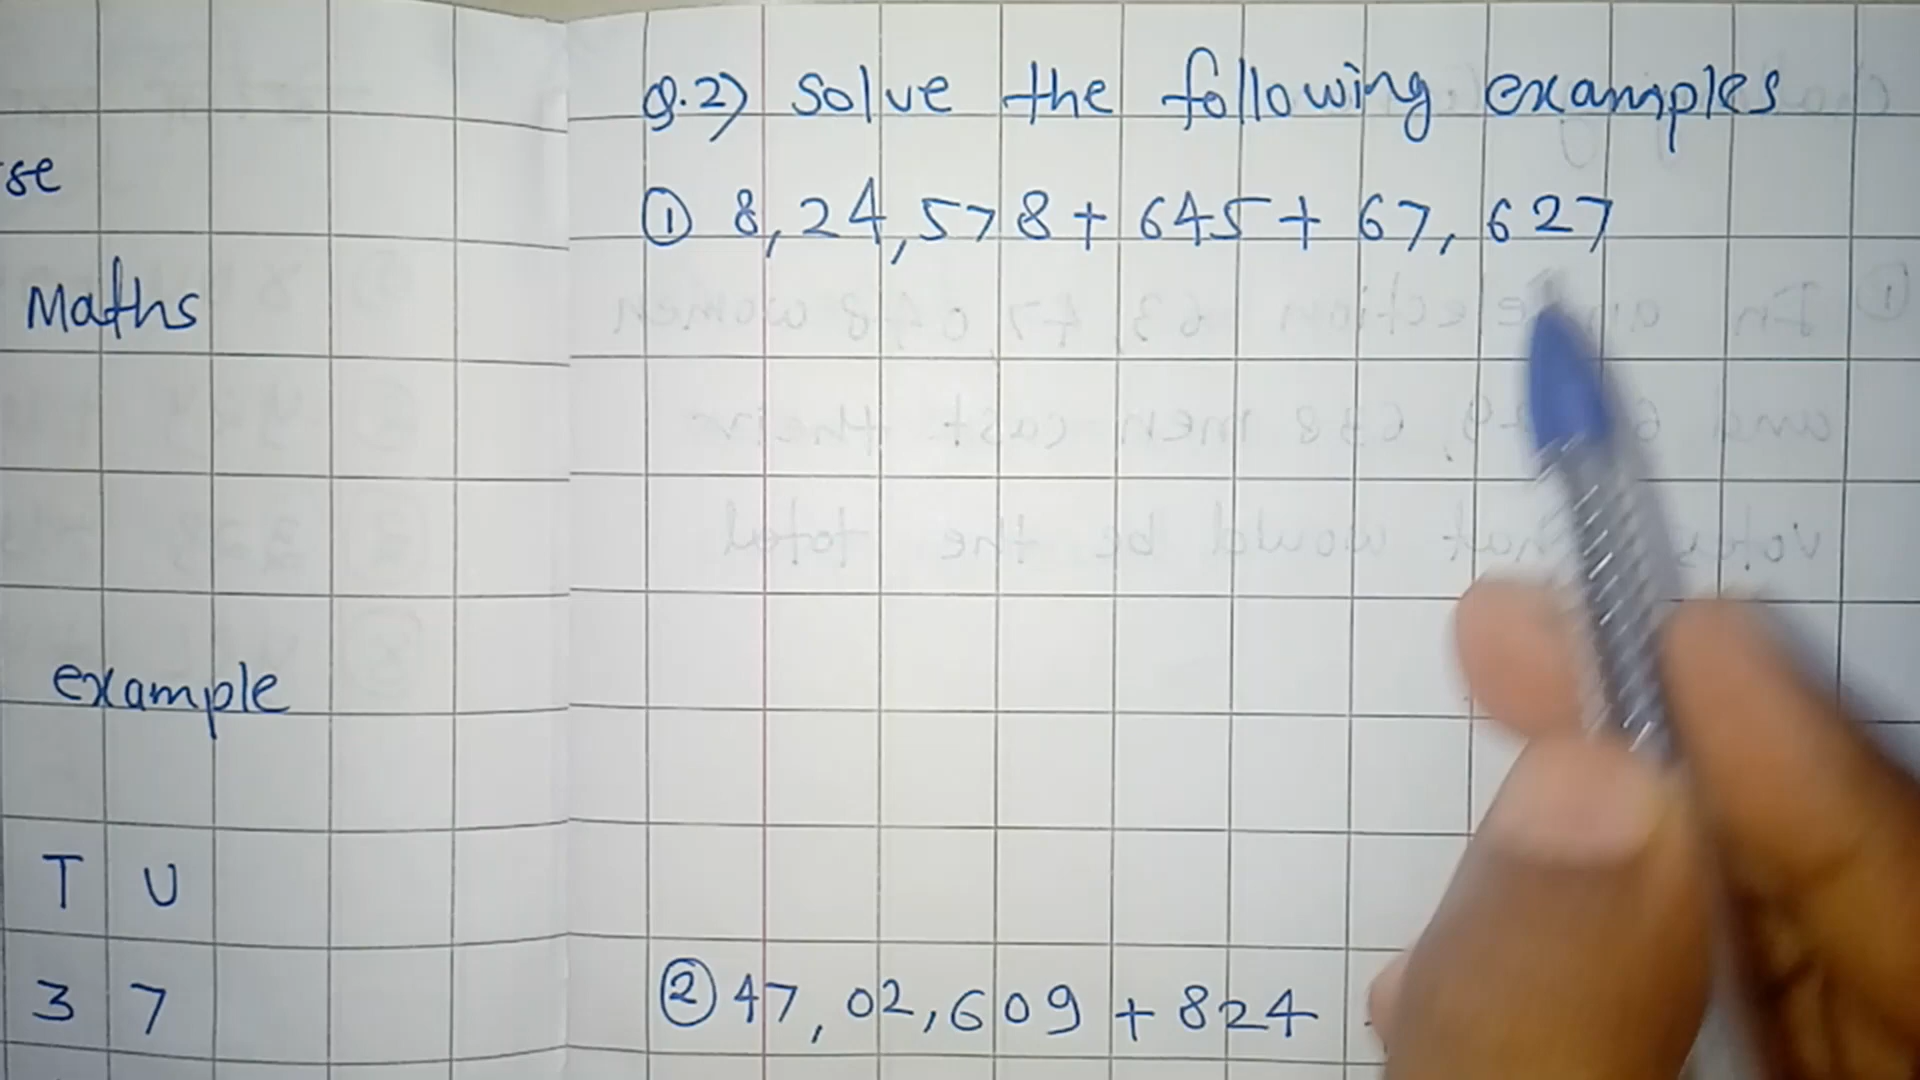 se
Maths
example
T U
3 7
Q.2) Solve the following examples
① 8,24,578 + 645 + 67,627
② 47,02,609 + 824